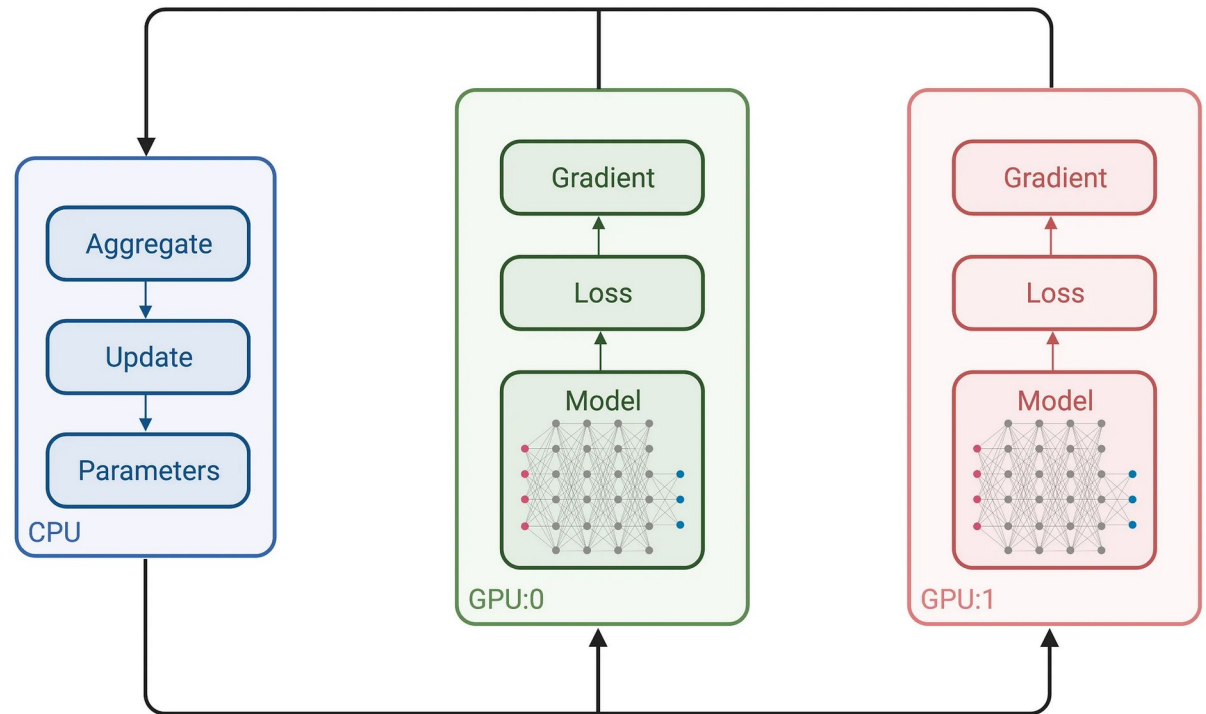 Aggregate
Update
Parameters
CPU
Gradient
Loss
Model
GPU:0
Gradient
Loss
Model
GPU:1